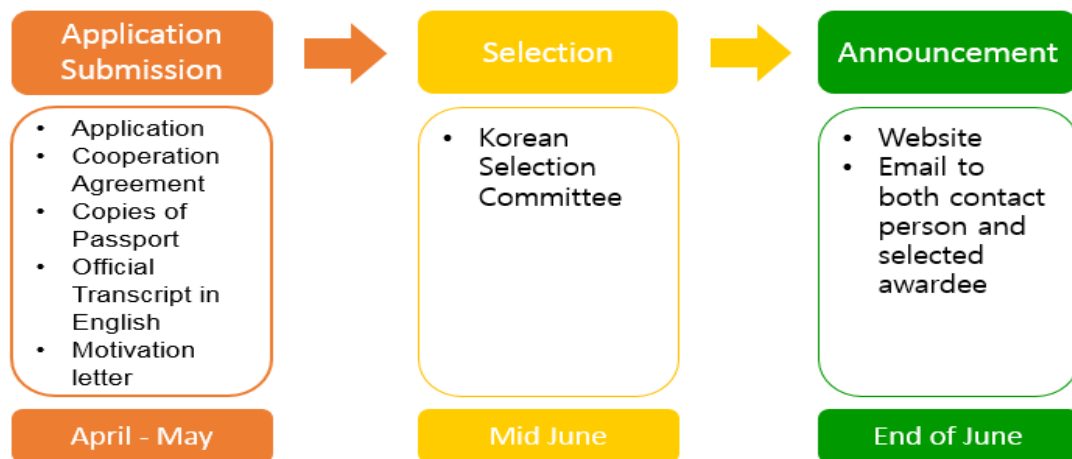 Application
Submission
• Application
• Cooperation
Agreement
• Copies of
Passport
• Official
Transcript in
English
• Motivation
letter
April - May
Selection
• Korean
Selection
Committee
Mid June
Announcement
• Website
• Email to
both contact
person and
selected
awardee
End of June